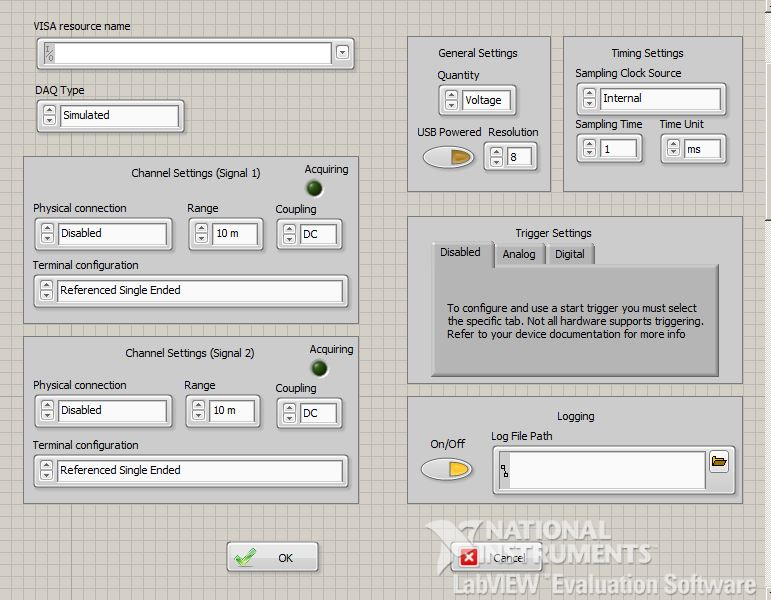 VISA resource name
I/O
DAQ Type
Simulated
Channel Settings (Signal 1)
Acquiring
Physical connection
Range
Coupling
Disabled
10 m
DC
Terminal configuration
Referenced Single Ended
Channel Settings (Signal 2)
Acquiring
Physical connection
Range
Coupling
Disabled
10 m
DC
Terminal configuration
Referenced Single Ended
General Settings
Quantity
Voltage
USB Powered
Resolution
8
Timing Settings
Sampling Clock Source
Internal
Sampling Time
Time Unit
1
ms
Trigger Settings
Disabled
Analog
Digital
To configure and use a start trigger you must select
the specific tab. Not all hardware supports triggering.
Refer to your device documentation for more info
Logging
On/Off
Log File Path
OK
Cancel
NATIONAL
INSTRUMENTS
LabVIEW™ Evaluation Software